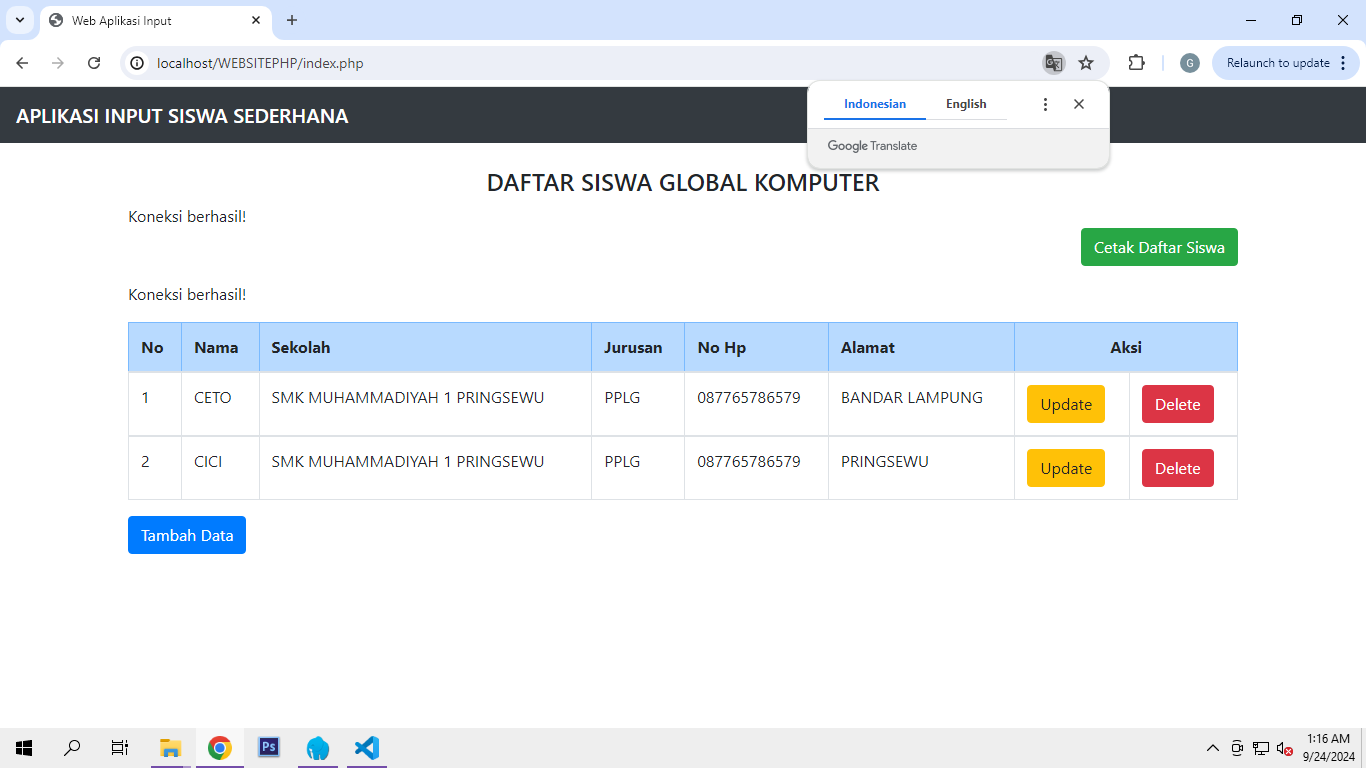 Web Aplikasi Input
localhost/WEBSITEPHP/index.php
G
Relaunch to update
Indonesian English
Google Translate
APLIKASI INPUT SISWA SEDERHANA
DAFTAR SISWA GLOBAL KOMPUTER
Koneksi berhasil!
Cetak Daftar Siswa
Koneksi berhasil!
No Nama Sekolah Jurusan No Hp Alamat Aksi
1 CETO SMK MUHAMMADIYAH 1 PRINGSEWU PPLG 087765786579 BANDAR LAMPUNG Update Delete
2 CICI SMK MUHAMMADIYAH 1 PRINGSEWU PPLG 087765786579 PRINGSEWU Update Delete
Tambah Data
Ps
1:16 AM
9/24/2024